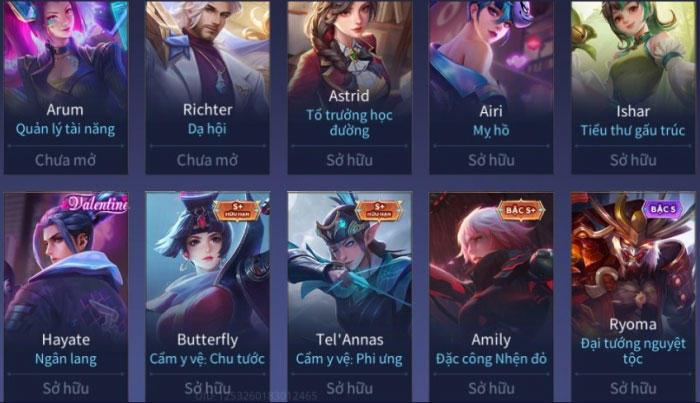 Arum
Quản lý tài năng
Chưa mở
Richter
Dạ hội
Chưa mở
Astrid
Tổ trưởng học
đường
Sở hữu
Airi
Mỵ hồ
Sở hữu
Ishar
Tiểu thư gấu trúc
Sở hữu
Valentine
Hayate
Ngân lang
Sở hữu
S+
HỮU HẠN
Butterfly
Cẩm y vệ: Chu tước
Sở hữu
S+
HỮU HẠN
Tel'Annas
Cẩm y vệ: Phi ưng
Sở hữu
BẬC S+
Amily
Đặc công Nhện đỏ
Sở hữu
BẬC S
Ryoma
Đại tướng nguyệt
tộc
Sở hữu
UID:1253260183012465